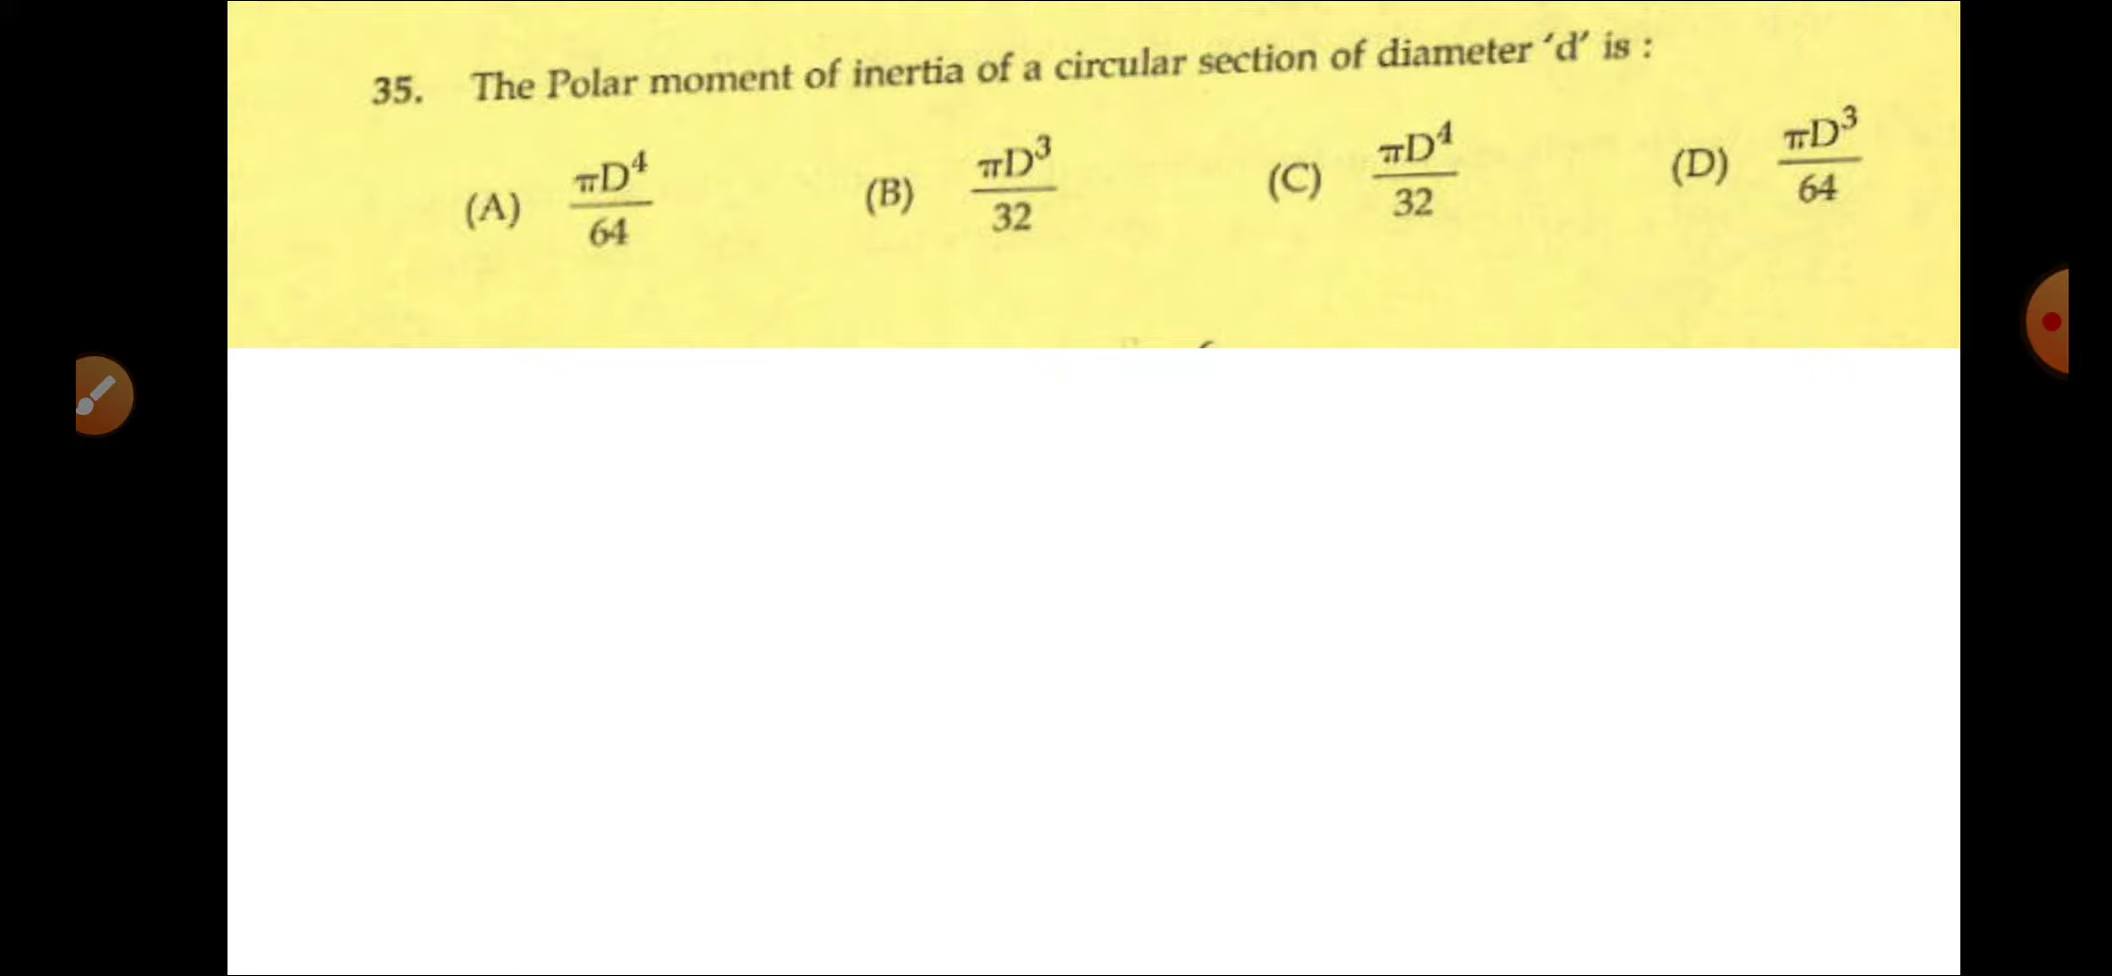 35. The Polar moment of inertia of a circular section of diameter 'd' is :
(A) πD⁴/64 (B) πD³/32 (C) πD⁴/32 (D) πD³/64